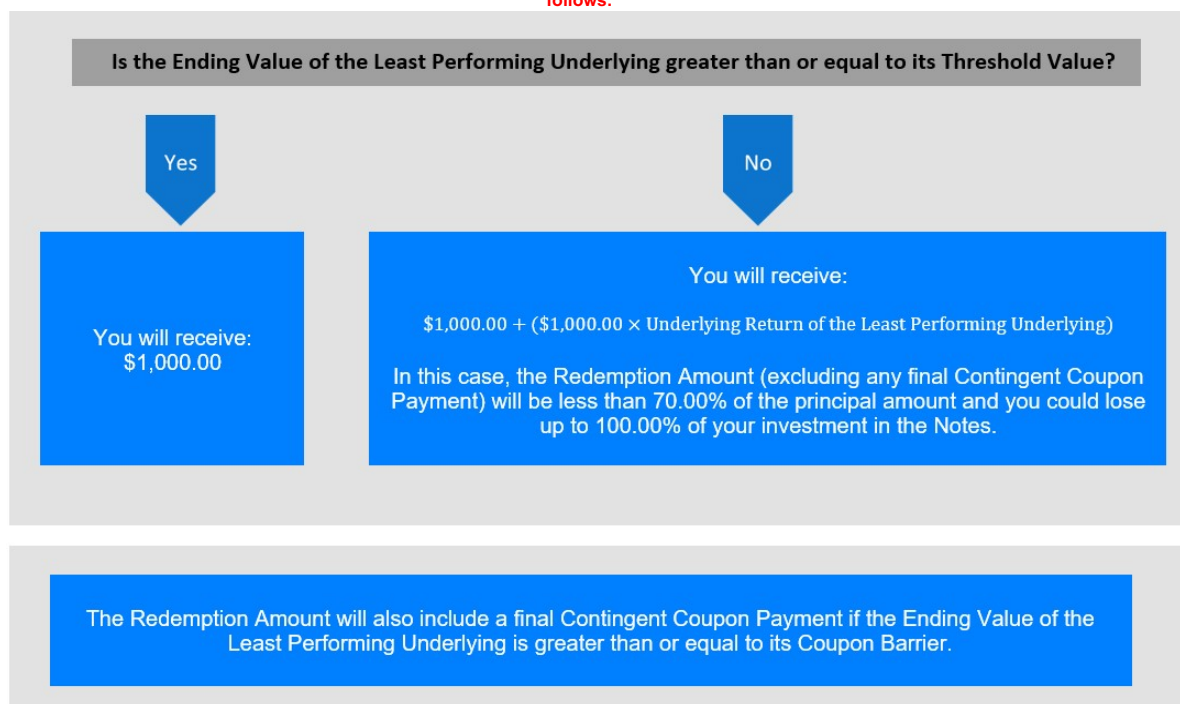 follows:
Is the Ending Value of the Least Performing Underlying greater than or equal to its Threshold Value?
Yes
No
You will receive:
$1,000.00
You will receive:
$1,000.00 + ($1,000.00 × Underlying Return of the Least Performing Underlying)
In this case, the Redemption Amount (excluding any final Contingent Coupon
Payment) will be less than 70.00% of the principal amount and you could lose
up to 100.00% of your investment in the Notes.
The Redemption Amount will also include a final Contingent Coupon Payment if the Ending Value of the
Least Performing Underlying is greater than or equal to its Coupon Barrier.